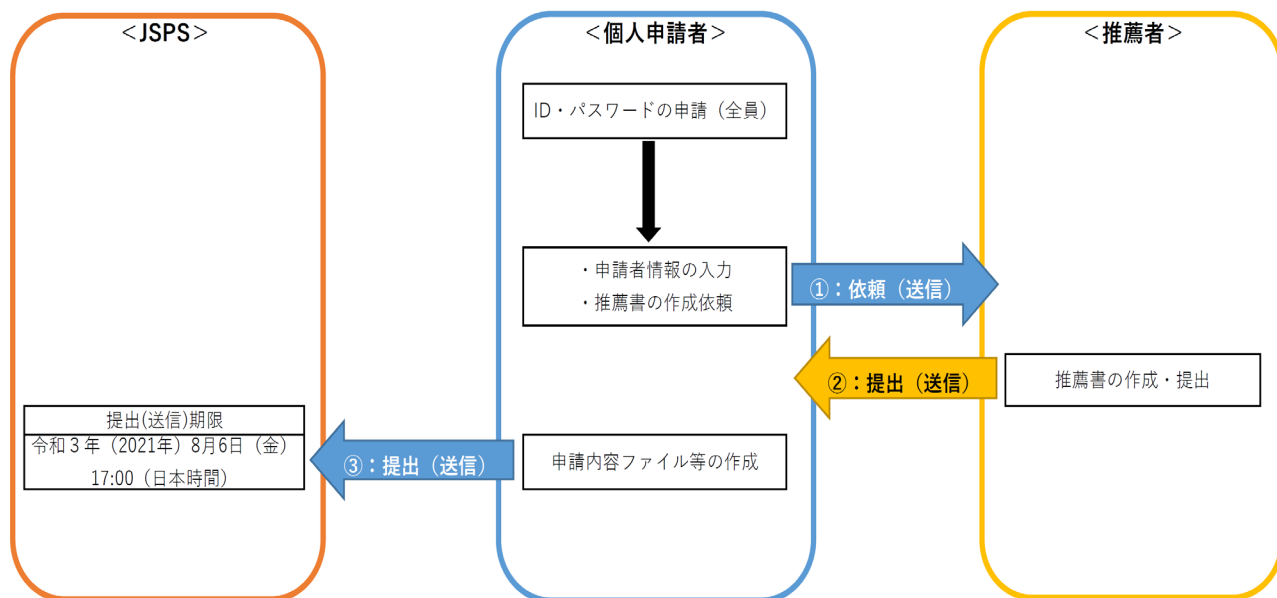 ＜JSPS＞
＜個人申請者＞
＜推薦者＞
ID・パスワードの申請（全員）
・申請者情報の入力
・推薦書の作成依頼
①：依頼（送信）
②：提出（送信）
推薦書の作成・提出
提出(送信)期限
令和３年（2021年）8月6日（金）
17:00（日本時間）
③：提出（送信）
申請内容ファイル等の作成